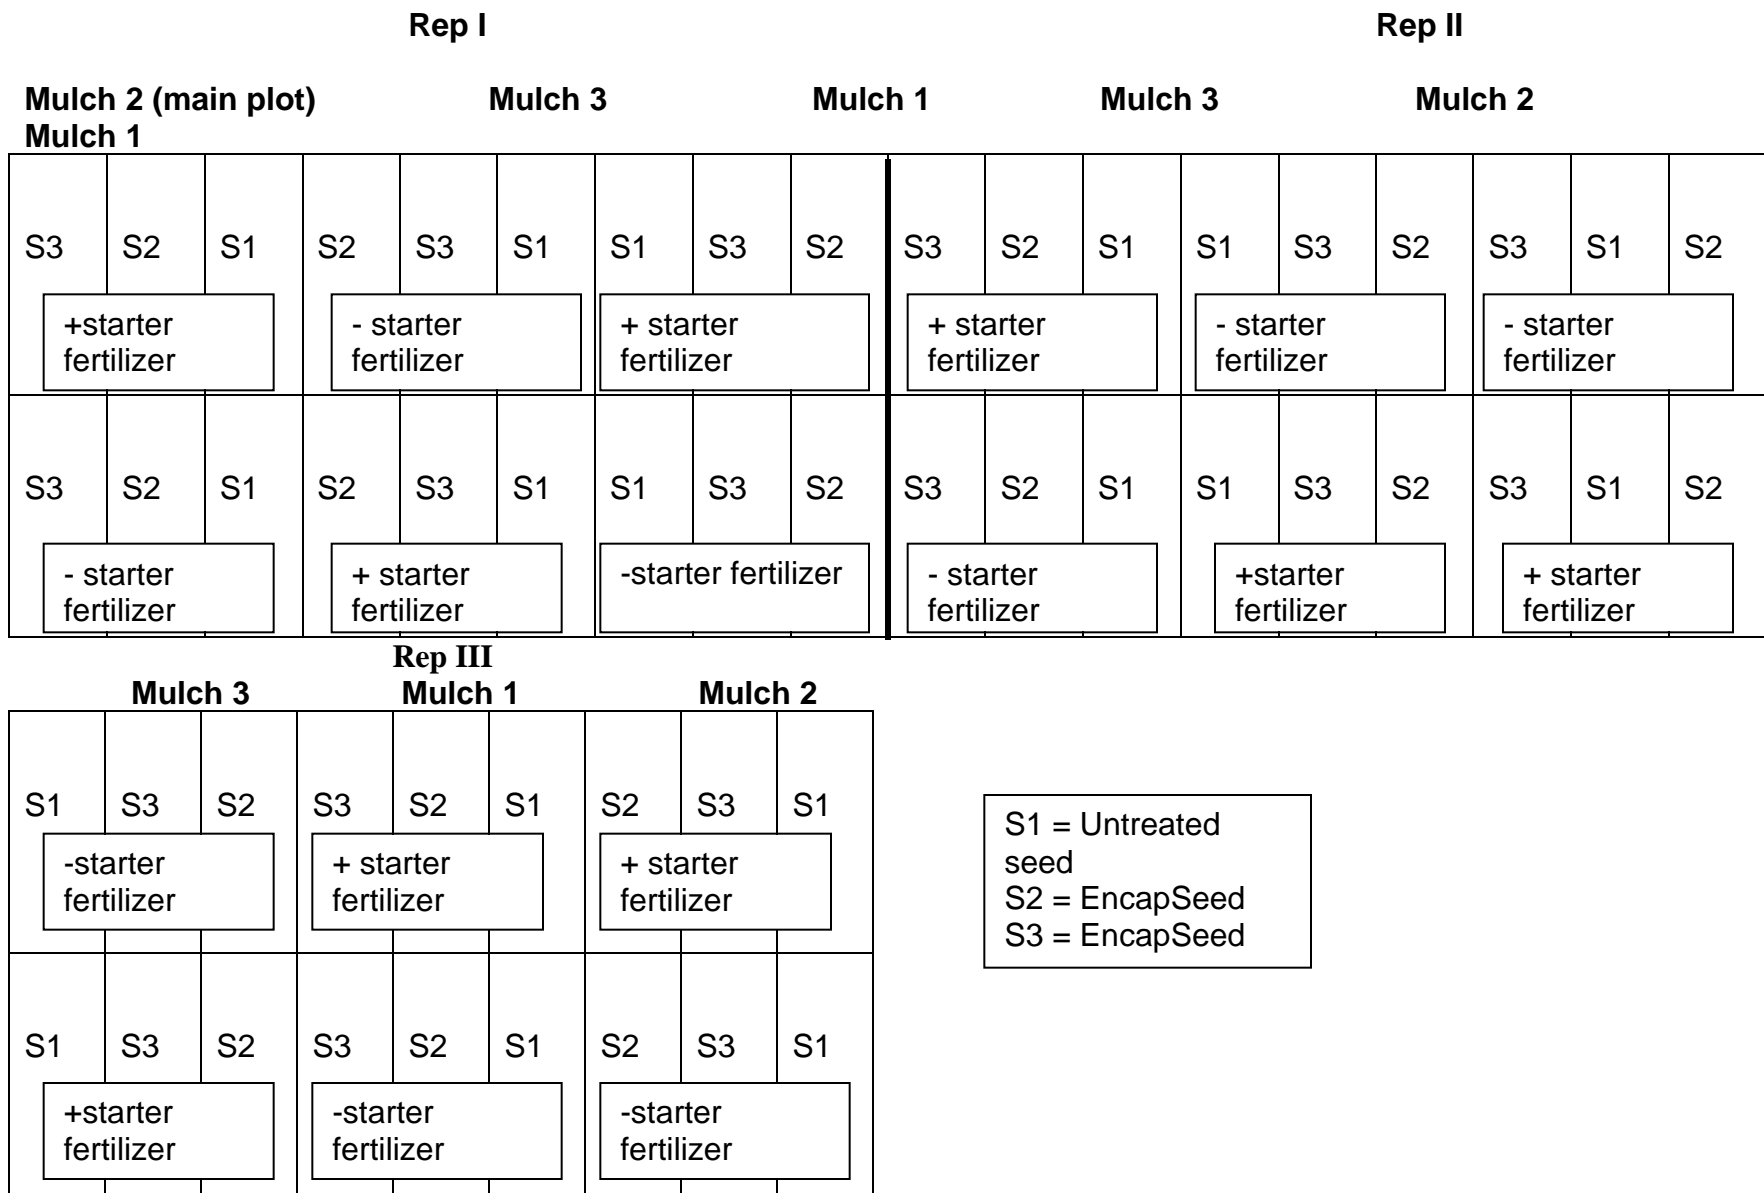 Rep I Rep II
Mulch 2 (main plot) Mulch 3 Mulch 1 Mulch 3 Mulch 2
Mulch 1
S3 S2 S1 S2 S3 S1 S1 S3 S2 S3 S2 S1 S1 S3 S2 S3 S1 S2
+starter - starter + starter + starter - starter - starter
fertilizer fertilizer fertilizer fertilizer fertilizer fertilizer
S3 S2 S1 S2 S3 S1 S1 S3 S2 S3 S2 S1 S1 S3 S2 S3 S1 S2
- starter + starter -starter fertilizer - starter +starter + starter
fertilizer fertilizer fertilizer fertilizer fertilizer
Rep III
Mulch 3 Mulch 1 Mulch 2
S1 S3 S2 S3 S2 S1 S2 S3 S1
-starter + starter + starter
fertilizer fertilizer fertilizer
S1 S3 S2 S3 S2 S1 S2 S3 S1
+starter -starter -starter
fertilizer fertilizer fertilizer
S1 = Untreated
seed
S2 = EncapSeed
S3 = EncapSeed